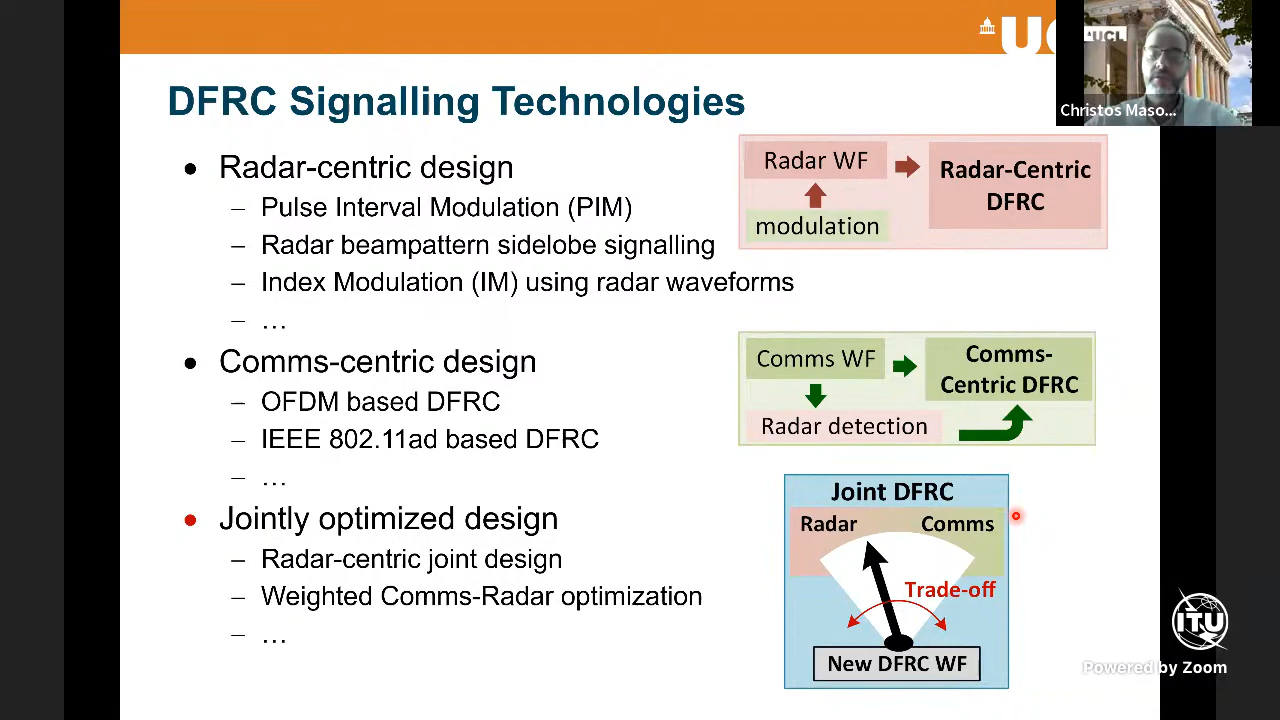 UCL
Christos Maso...
DFRC Signalling Technologies
• Radar-centric design
– Pulse Interval Modulation (PIM)
– Radar beampattern sidelobe signalling
– Index Modulation (IM) using radar waveforms
– …
• Comms-centric design
– OFDM based DFRC
– IEEE 802.11ad based DFRC
– …
• Jointly optimized design
– Radar-centric joint design
– Weighted Comms-Radar optimization
– …
Radar WF
Radar-Centric
DFRC
modulation
Comms WF
Comms-
Centric DFRC
Radar detection
Joint DFRC
Radar
Comms
Trade-off
New DFRC WF
ITU
Powered by Zoom